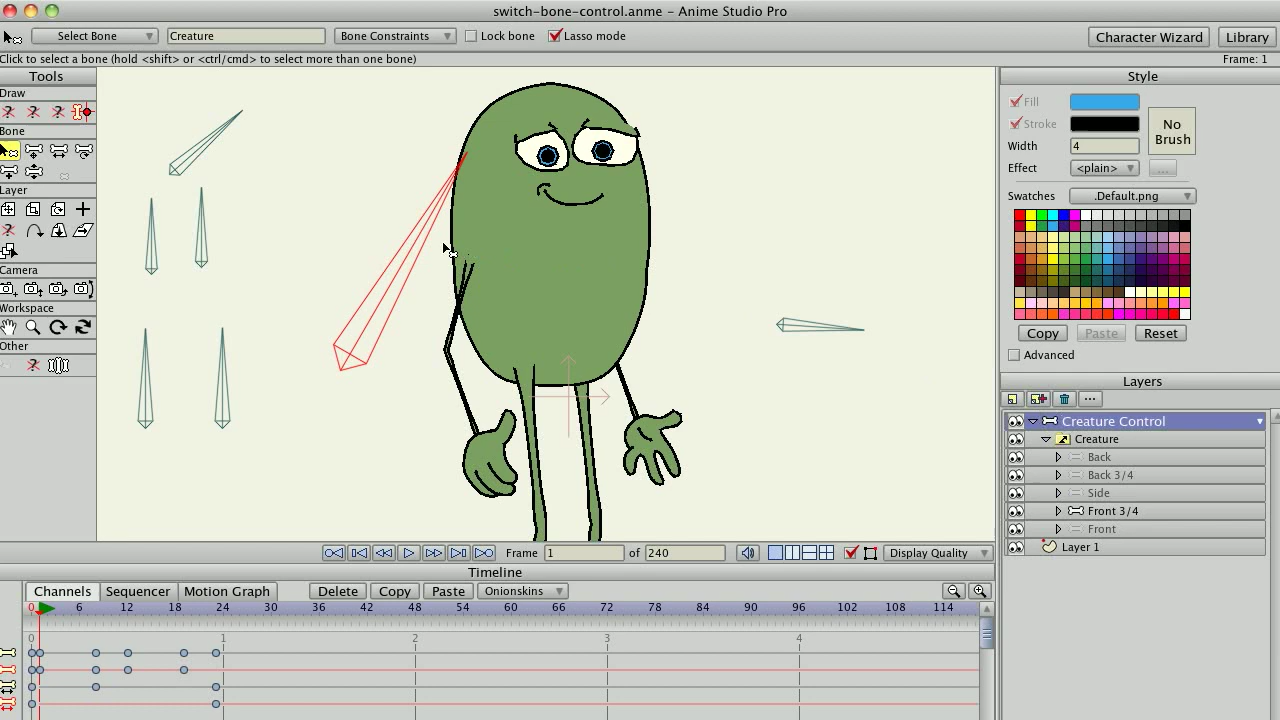 switch-bone-control.anme - Anime Studio Pro
Select Bone Creature Bone Constraints Lock bone Lasso mode Character Wizard Library
Click to select a bone (hold <shift> or <ctrl/cmd> to select more than one bone) Frame: 1
Tools
Draw
Bone
Layer
Camera
Workspace
Other
Style
Fill
Stroke
No Brush
Width 4
Effect <plain> ...
Swatches .Default.png
Copy Paste Reset
Advanced
Layers
...
Creature Control
Creature
Back
Back 3/4
Side
Front 3/4
Front
Layer 1
Frame 1 of 240 Display Quality
Timeline
Channels Sequencer Motion Graph Delete Copy Paste Onionskins
0 6 12 18 24 30 36 42 48 54 60 66 72 78 84 90 96 102 108 114
0 1 2 3 4